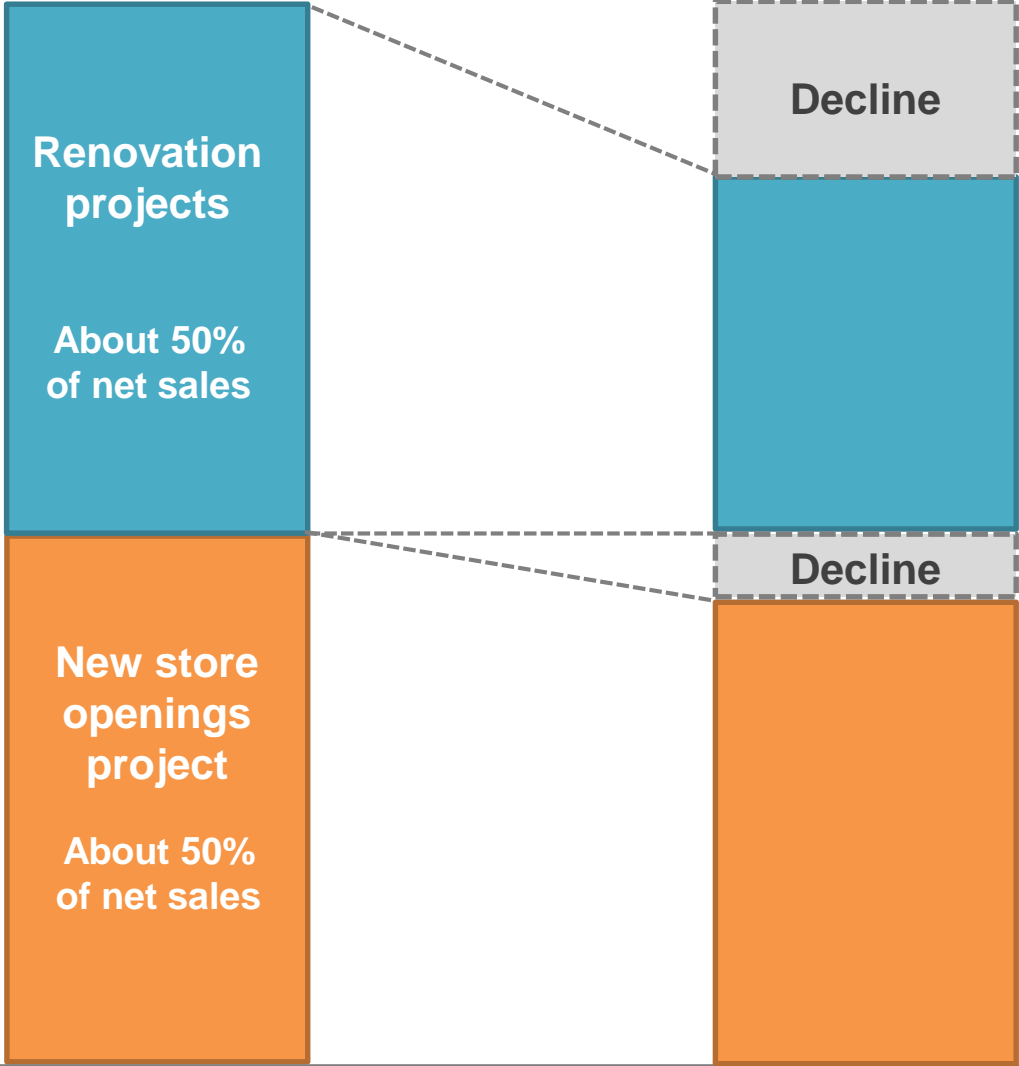 Renovation
projects
About 50%
of net sales
New store
openings
project
About 50%
of net sales
Decline
Decline